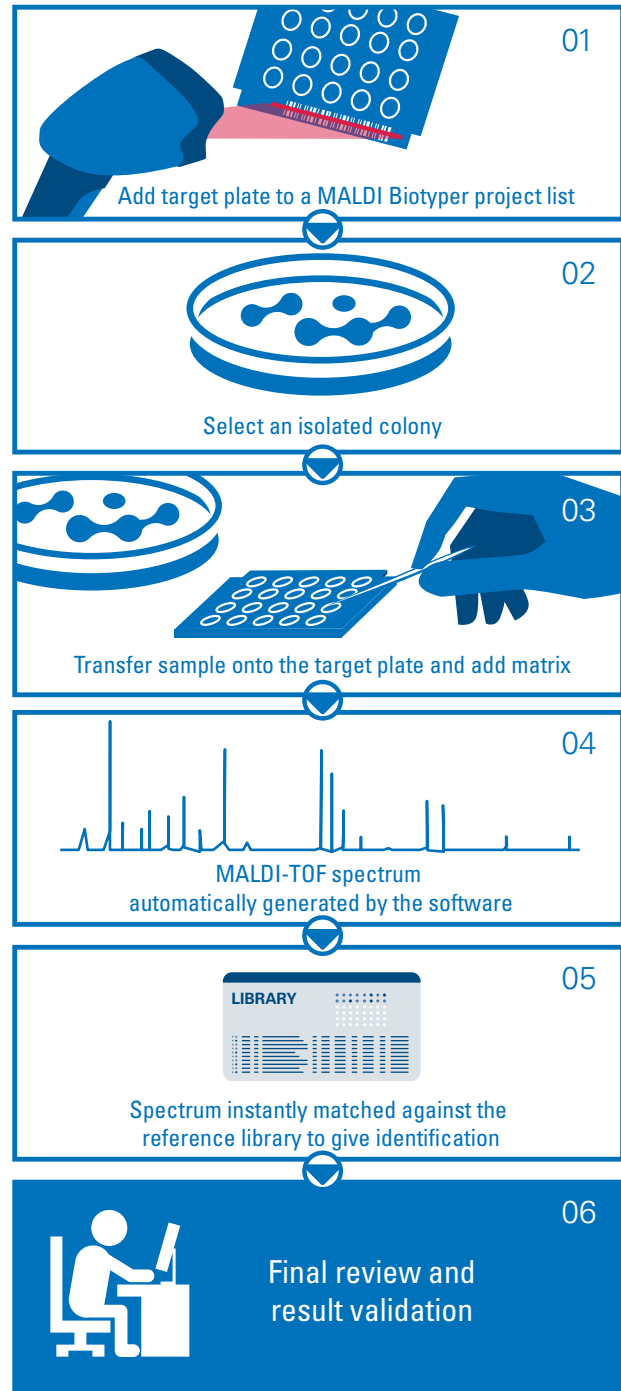 01
Add target plate to a MALDI Biotyper project list
02
Select an isolated colony
03
Transfer sample onto the target plate and add matrix
04
MALDI-TOF spectrum
automatically generated by the software
05
LIBRARY
Spectrum instantly matched against the
reference library to give identification
06
Final review and
result validation